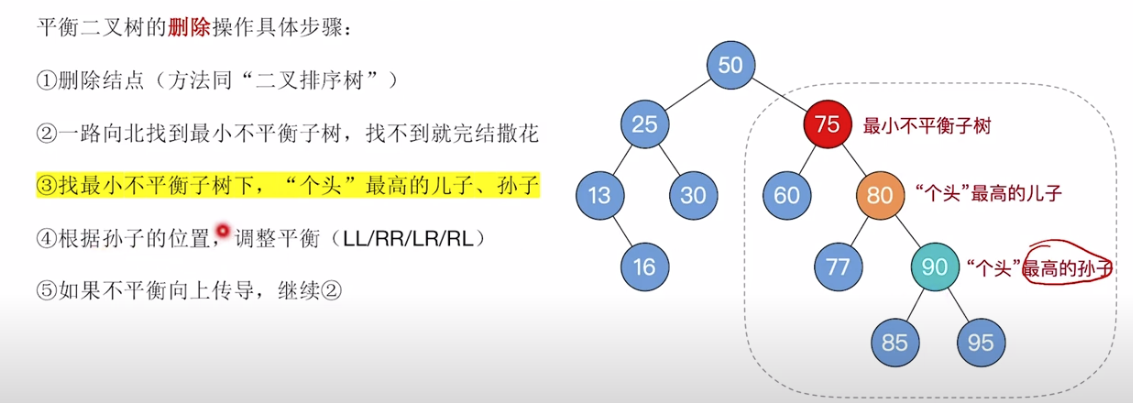 平衡二叉树的删除操作具体步骤：
①删除结点（方法同“二叉排序树”）
②一路向北找到最小不平衡子树，找不到就完结撒花
③找最小不平衡子树下，“个头”最高的儿子、孙子
④根据孙子的位置，调整平衡（LL/RR/LR/RL）
⑤如果不平衡向上传导，继续②
50
25
75
最小不平衡子树
13
30
60
80
“个头”最高的儿子
16
77
90
“个头”最高的孙子
85
95